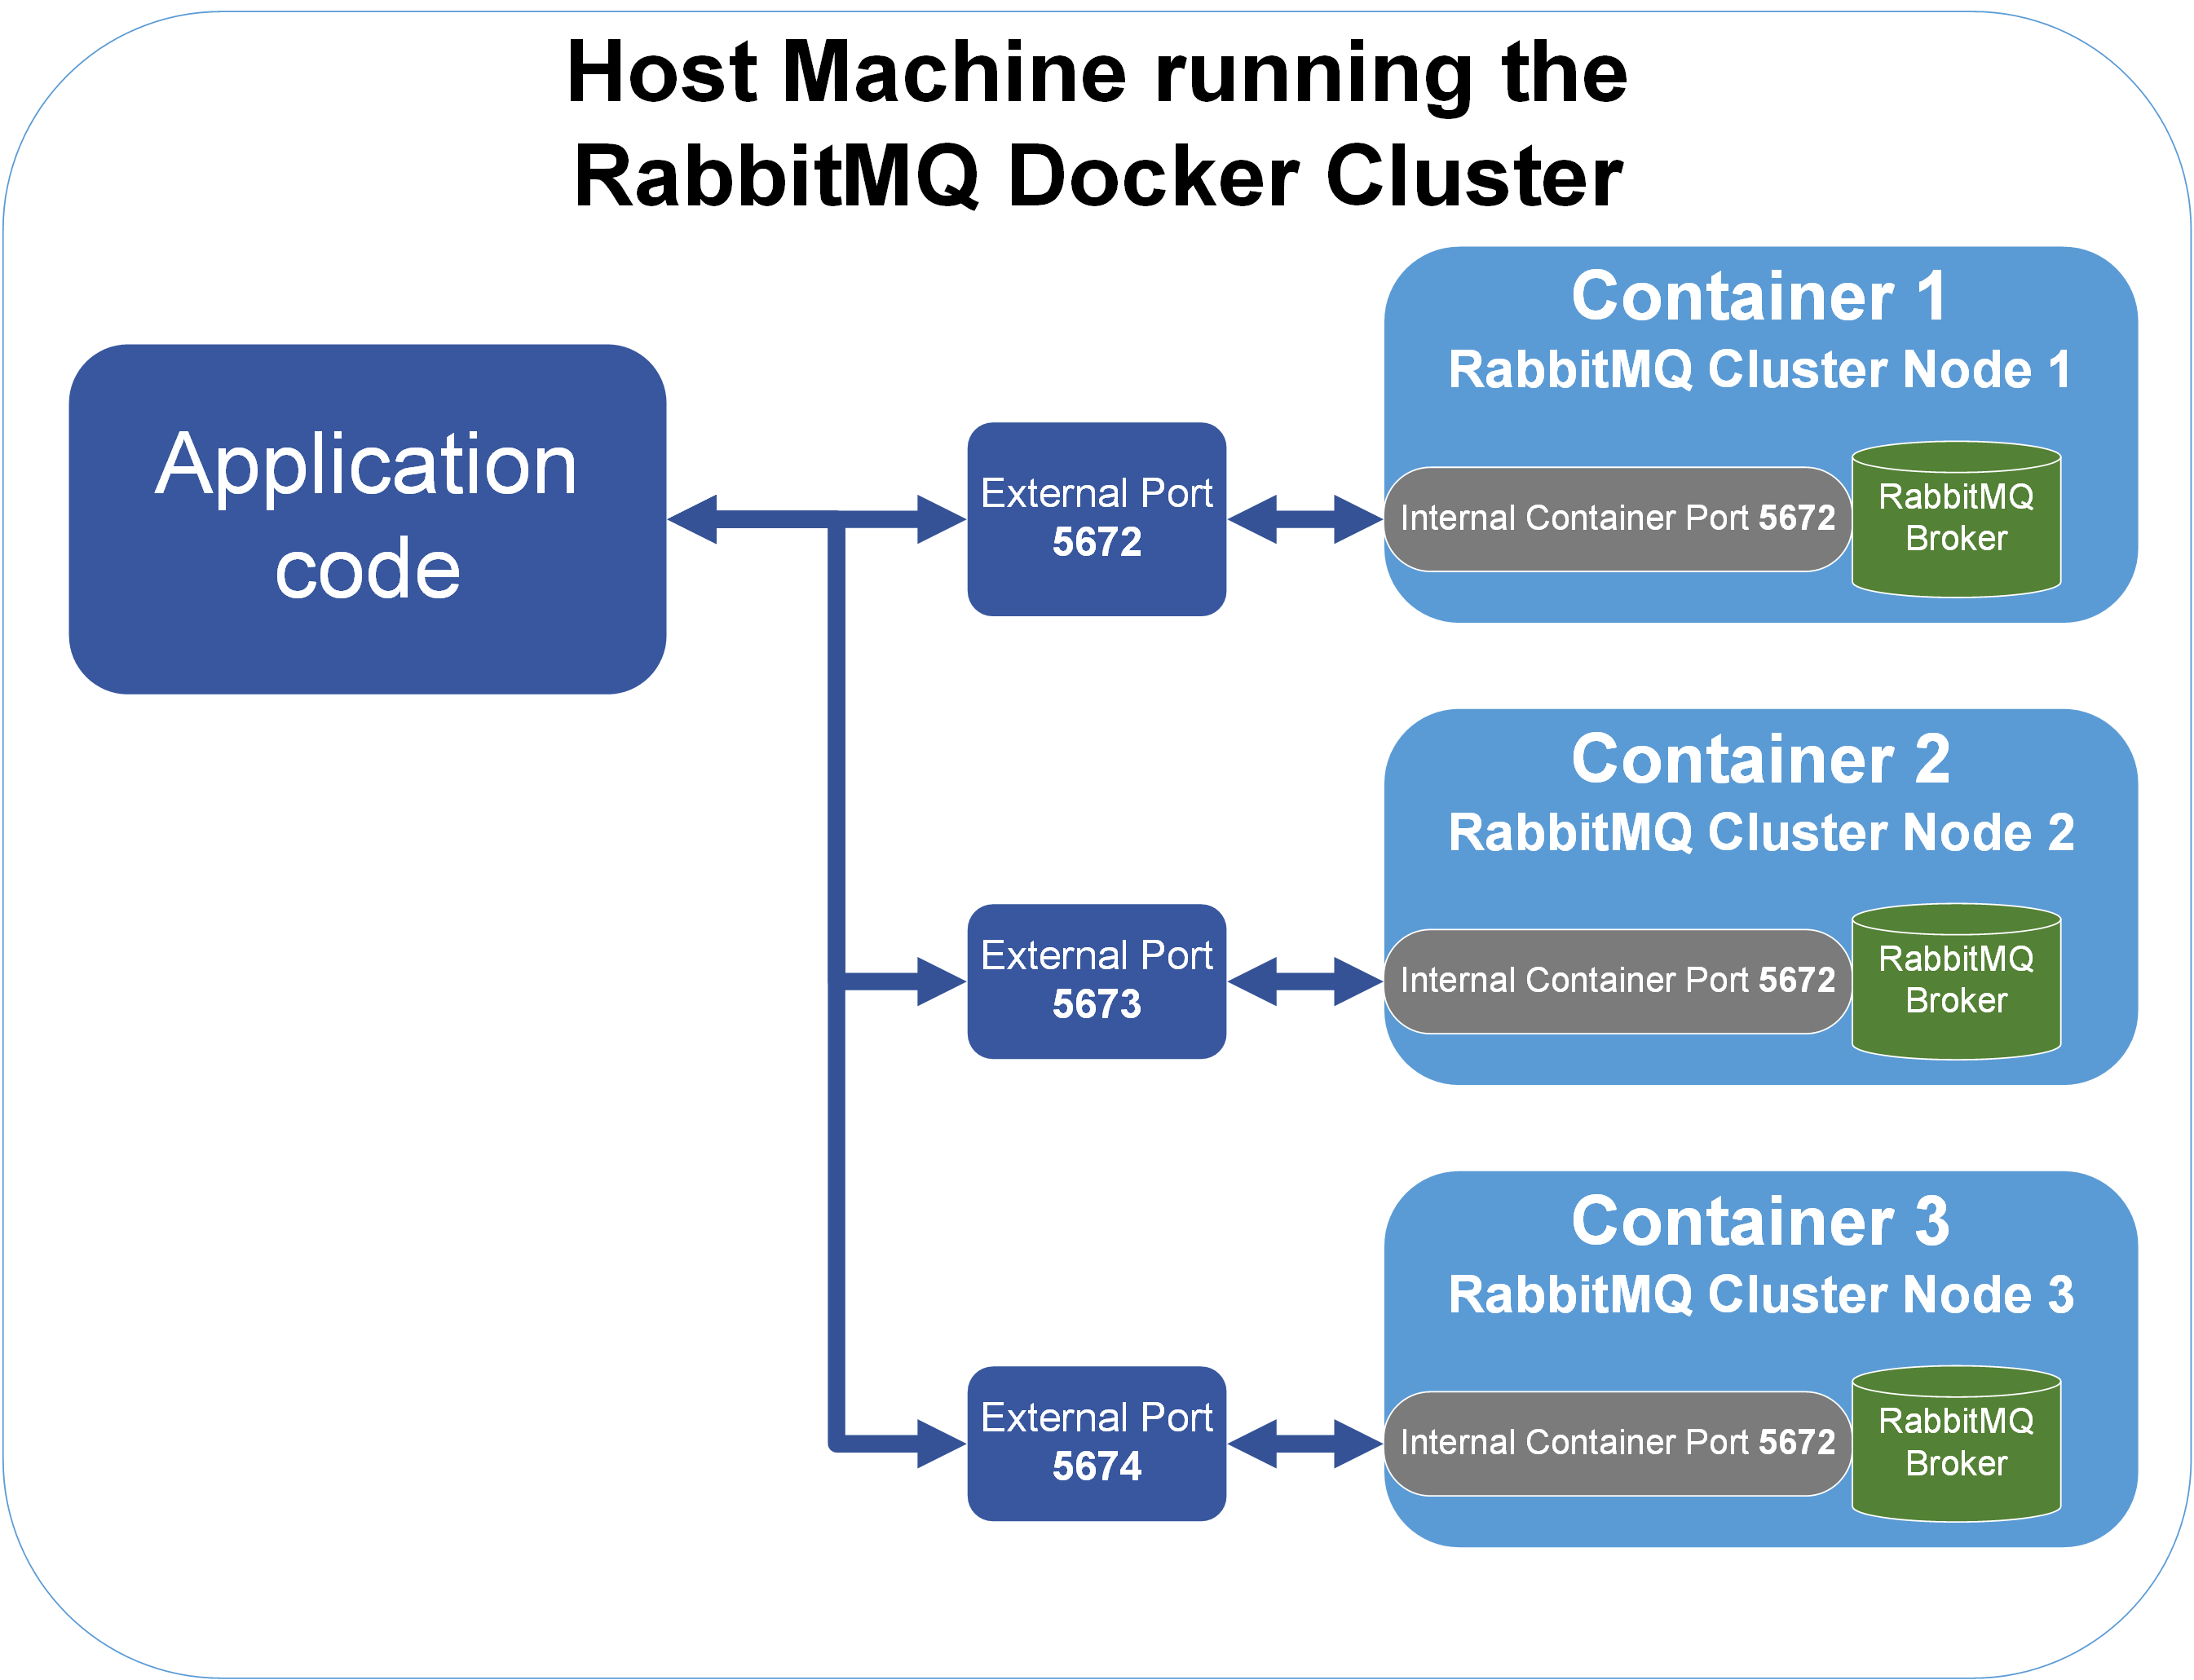 Host Machine running the
RabbitMQ Docker Cluster
Application
code
External Port
5672
Container 1
RabbitMQ Cluster Node 1
Internal Container Port 5672
RabbitMQ
Broker
External Port
5673
Container 2
RabbitMQ Cluster Node 2
Internal Container Port 5672
RabbitMQ
Broker
External Port
5674
Container 3
RabbitMQ Cluster Node 3
Internal Container Port 5672
RabbitMQ
Broker